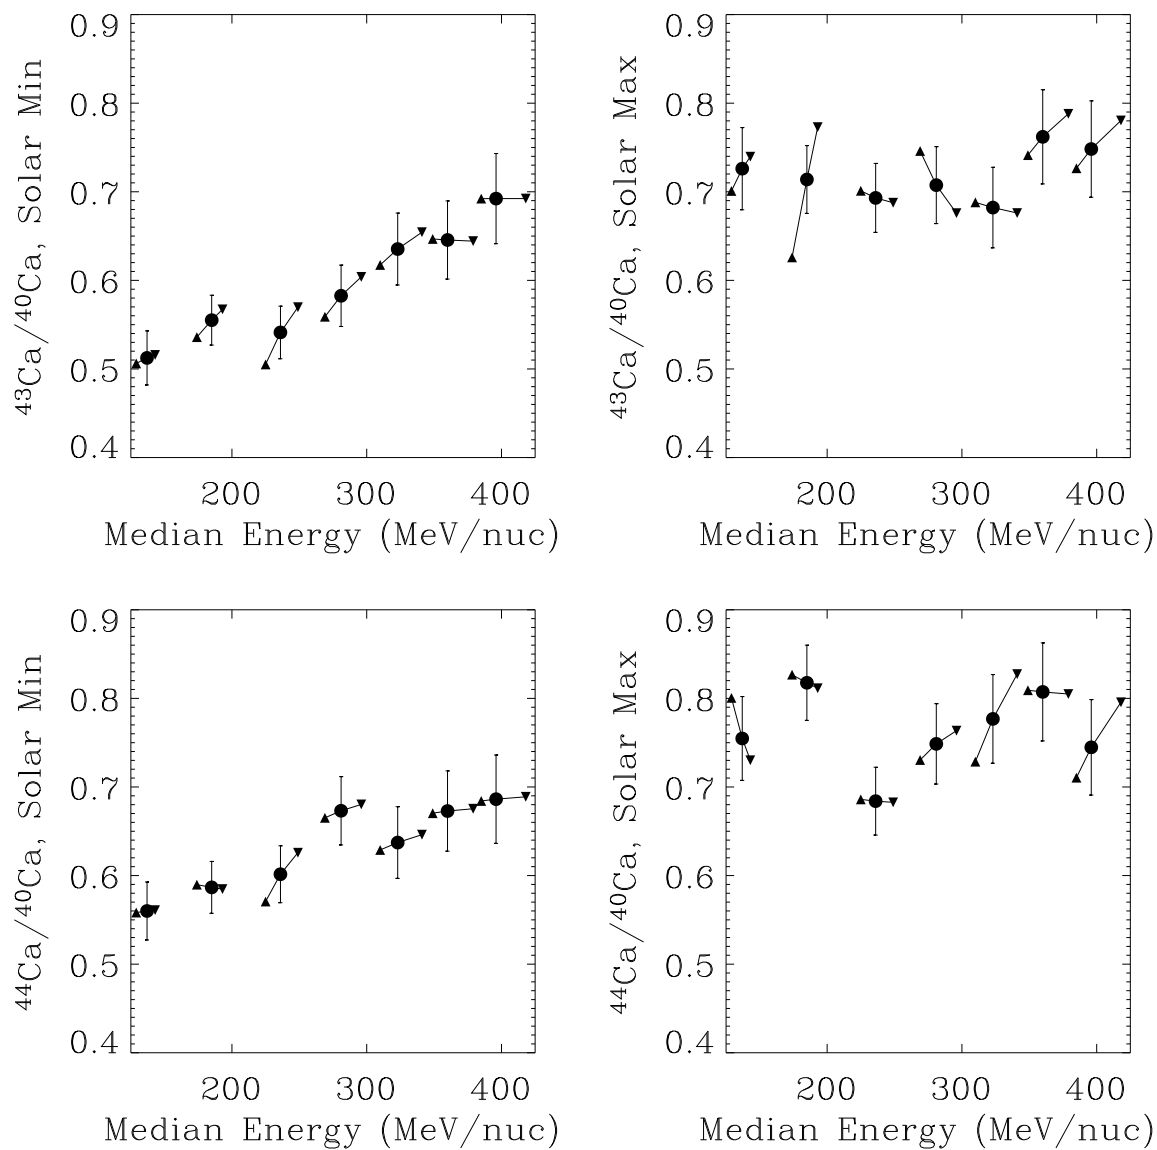 ⁴³Ca/⁴⁰Ca, Solar Min
0.9
0.8
0.7
0.6
0.5
0.4
200 300 400
Median Energy (MeV/nuc)
⁴³Ca/⁴⁰Ca, Solar Max
0.9
0.8
0.7
0.6
0.5
0.4
200 300 400
Median Energy (MeV/nuc)
⁴⁴Ca/⁴⁰Ca, Solar Min
0.9
0.8
0.7
0.6
0.5
0.4
200 300 400
Median Energy (MeV/nuc)
⁴⁴Ca/⁴⁰Ca, Solar Max
0.9
0.8
0.7
0.6
0.5
0.4
200 300 400
Median Energy (MeV/nuc)